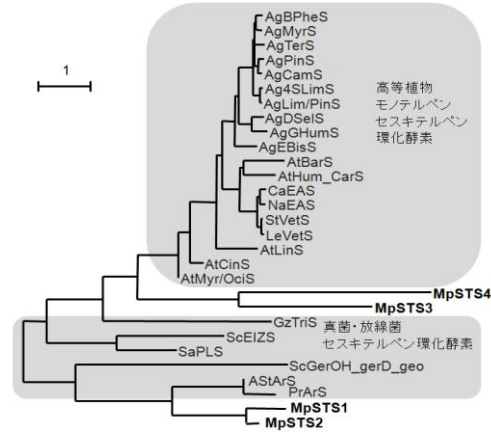 AgBPheS
AgMyrS
AgTerS
AgPinS
AgCamS
Ag4SLimS
AgLim/PinS
AgDSelS
AgGHumS
AgEBisS
AtBarS
AtHum_CarS
CaEAS
NaEAS
StVetS
LeVetS
AtLinS
AtCinS
AtMyr/OciS
1
高等植物
モノテルペン
セスキテルペン
環化酵素
MpSTS4
MpSTS3
GzTriS
ScEIZS
SaPLS
真菌・放線菌
セスキテルペン環化酵素
ScGerOH_gerD_geo
AStArS
PrArS
MpSTS1
MpSTS2